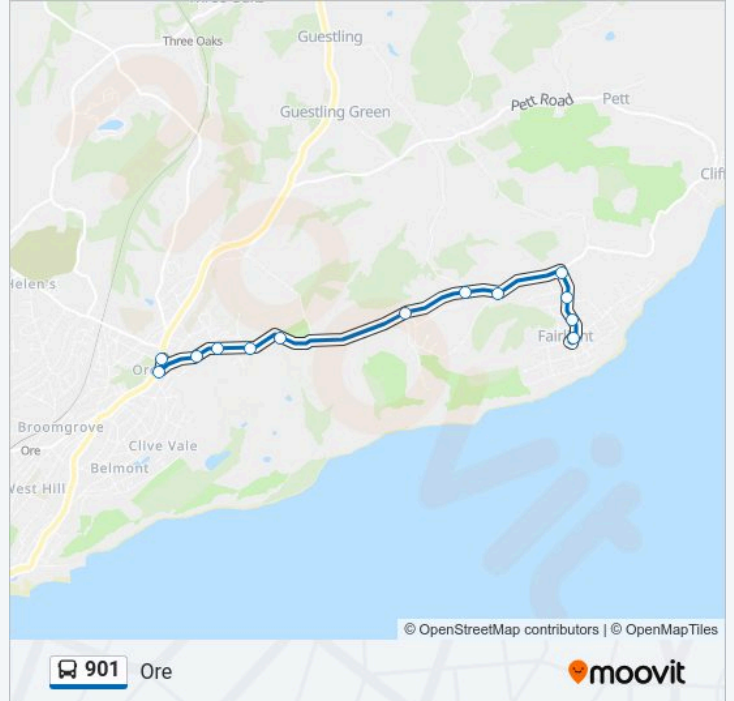 Three Oaks
Guestling
Guestling Green
Pett Road
Pett
Clif
Helen's
Fairlight
Ore
Broomgrove
Clive Vale
Ore
Belmont
West Hill
moovit
© OpenStreetMap contributors | © OpenMapTiles
901 Ore
moovit